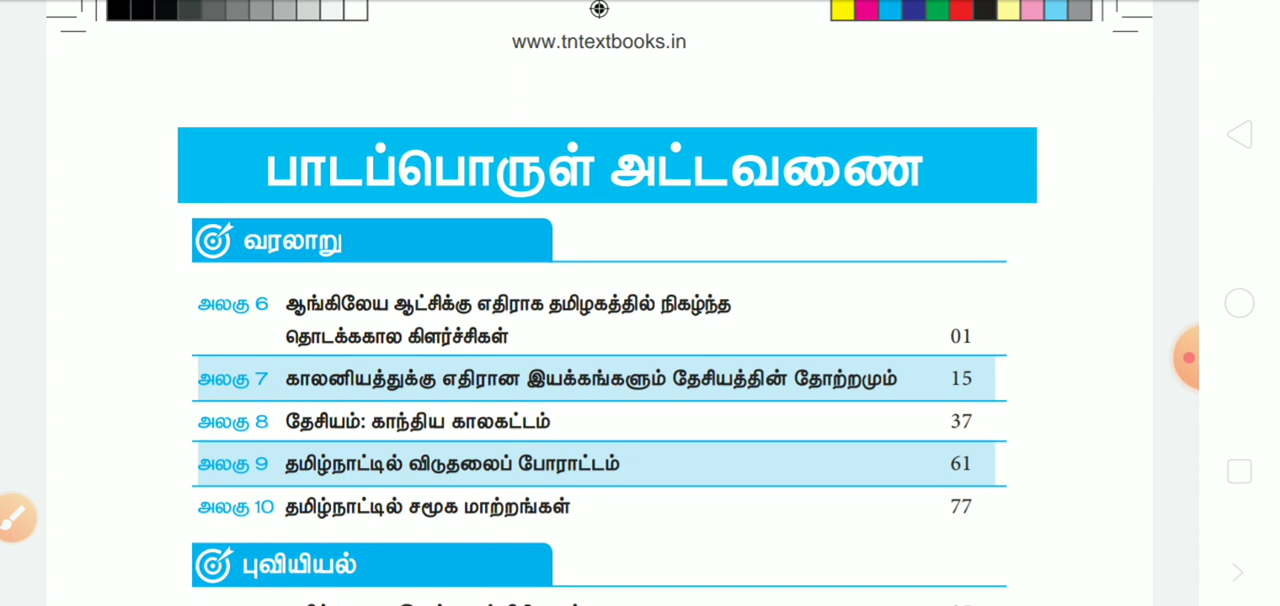 www.tntextbooks.in
பாடப்பொருள் அட்டவணை
வரலாறு
அலகு 6 ஆங்கிலேய ஆட்சிக்கு எதிராக தமிழகத்தில் நிகழ்ந்த
தொடக்ககால கிளர்ச்சிகள் 01
அலகு 7 காலனியத்துக்கு எதிரான இயக்கங்களும் தேசியத்தின் தோற்றமும் 15
அலகு 8 தேசியம்: காந்திய காலகட்டம் 37
அலகு 9 தமிழ்நாட்டில் விடுதலைப் போராட்டம் 61
அலகு 10 தமிழ்நாட்டில் சமூக மாற்றங்கள் 77
புவியியல்